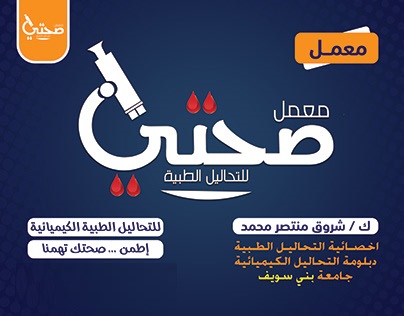 معمل
صحتي
معمل
معمل
صحتي
للتحاليل الطبية
ك / شروق منتصر محمد
اخصائية التحاليل الطبية
دبلومة التحاليل الكيميائية
جامعة بني سويف
للتحاليل الطبية الكيميائية
إطمن ... صحتك تهمنا